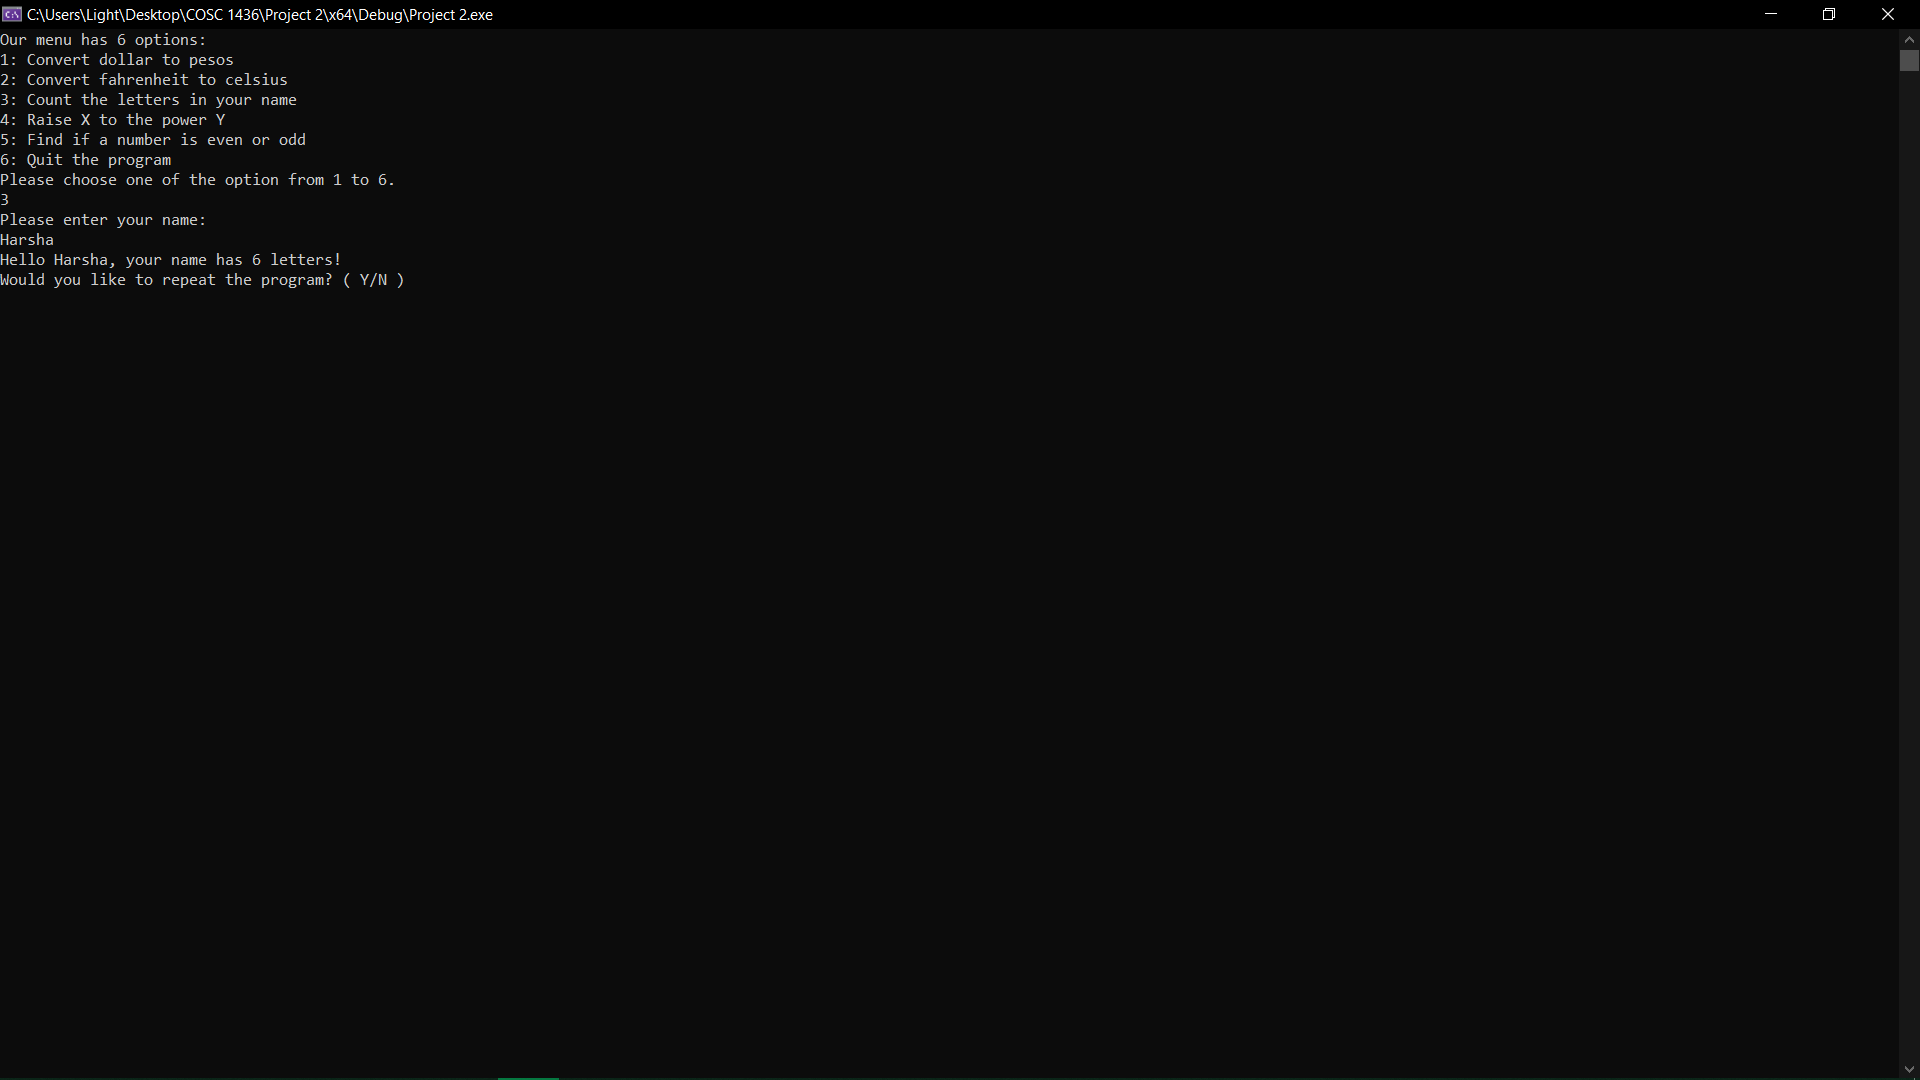 C:\Users\Light\Desktop\COSC 1436\Project 2\x64\Debug\Project 2.exe
Our menu has 6 options:
1: Convert dollar to pesos
2: Convert fahrenheit to celsius
3: Count the letters in your name
4: Raise X to the power Y
5: Find if a number is even or odd
6: Quit the program
Please choose one of the option from 1 to 6.
3
Please enter your name:
Harsha
Hello Harsha, your name has 6 letters!
Would you like to repeat the program? ( Y/N )